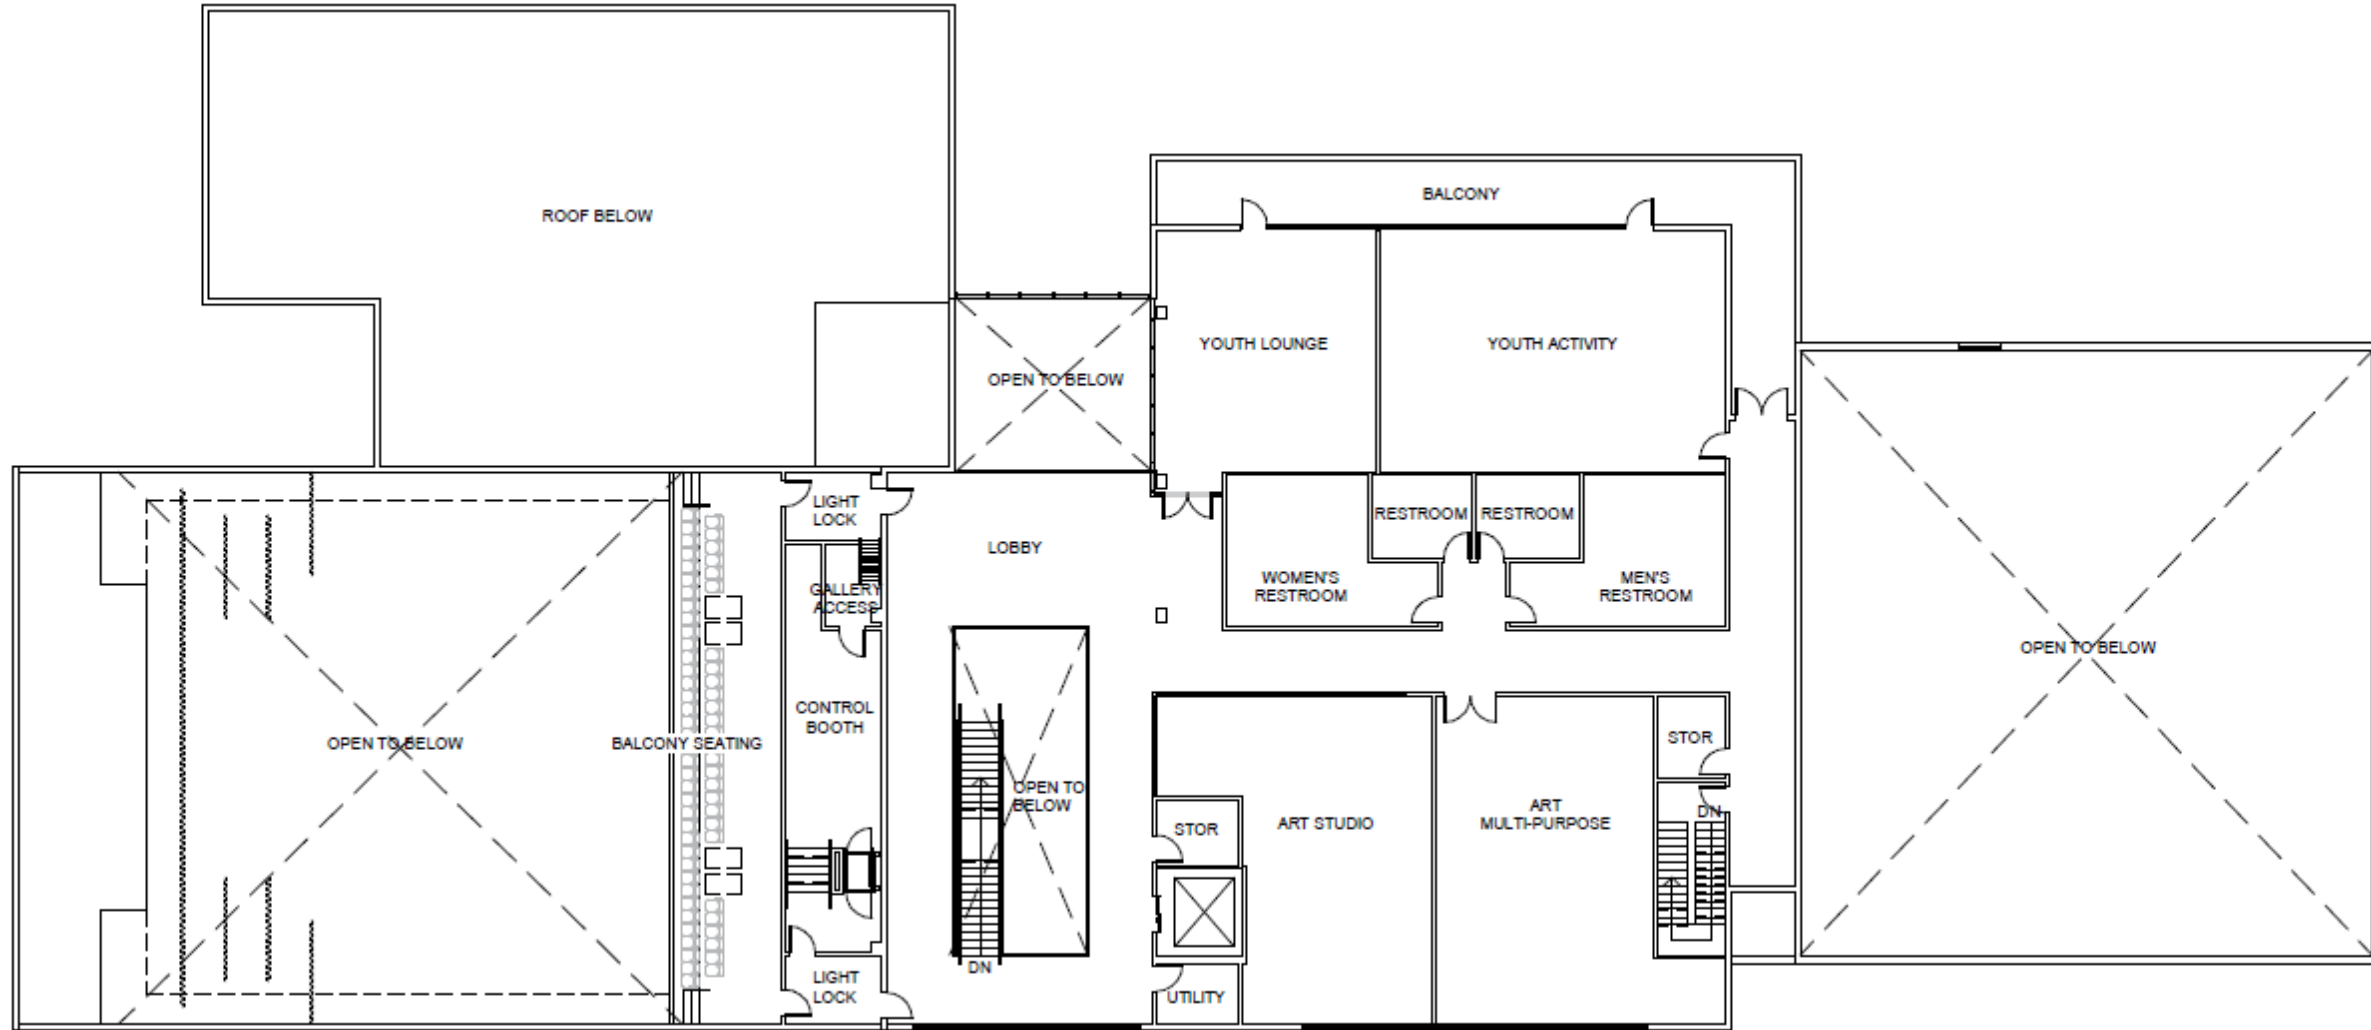 BALCONY
ROOF BELOW
YOUTH LOUNGE
YOUTH ACTIVITY
OPEN TO BELOW
LIGHT
LOCK
RESTROOM
RESTROOM
LOBBY
WOMEN'S
RESTROOM
MEN'S
RESTROOM
GALLERY
ACCESS
OPEN TO BELOW
CONTROL
BOOTH
OPEN TO BELOW
BALCONY SEATING
STOR
OPEN TO
BELOW
ART
MULTI-PURPOSE
DN
STOR
ART STUDIO
DN
LIGHT
LOCK
UTILITY